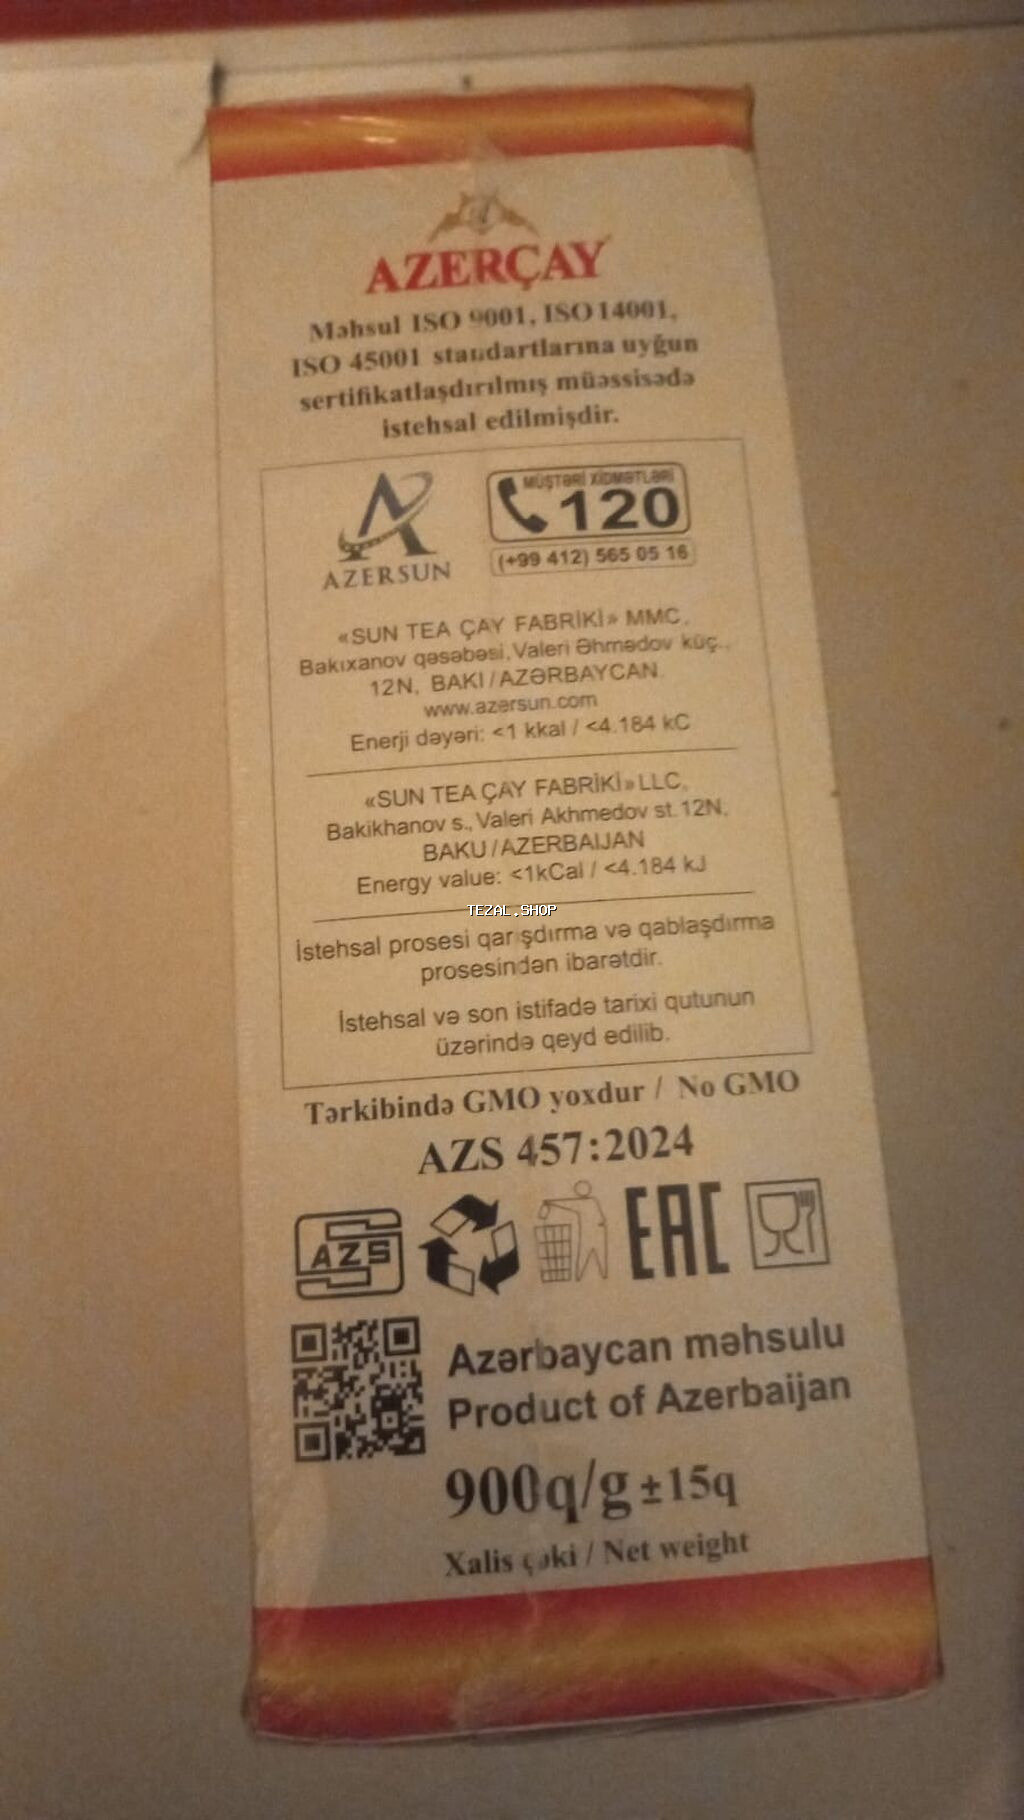 AZERÇAY
Məhsul ISO 9001, ISO 14001,
ISO 45001 standartlarına uyğun
sertifikatlaşdırılmış müəssisədə
istehsal edilmişdir.
AZERSUN
MÜŞTƏRİ XİDMƏTLƏRİ
120
(+99 412) 565 05 16
«SUN TEA ÇAY FABRİKİ» MMC,
Bakıxanov qəsəbəsi, Valeri Əhmədov küç.,
12N, BAKI / AZƏRBAYCAN
www.azersun.com
Enerji dəyəri: <1 kkal / <4.184 kC
«SUN TEA ÇAY FABRİKİ» LLC,
Bakikhanov s., Valeri Akhmedov st. 12N,
BAKU / AZERBAIJAN
Energy value: <1kCal / <4.184 kJ
TEZAL.SHOP
İstehsal prosesi qarışdırma və qablaşdırma
prosesindən ibarətdir.
İstehsal və son istifadə tarixi qutunun
üzərində qeyd edilib.
Tərkibində GMO yoxdur / No GMO
AZS 457:2024
AZS
EAC
Azərbaycan məhsulu
Product of Azerbaijan
900q/g ±15q
Xalis çəki / Net weight